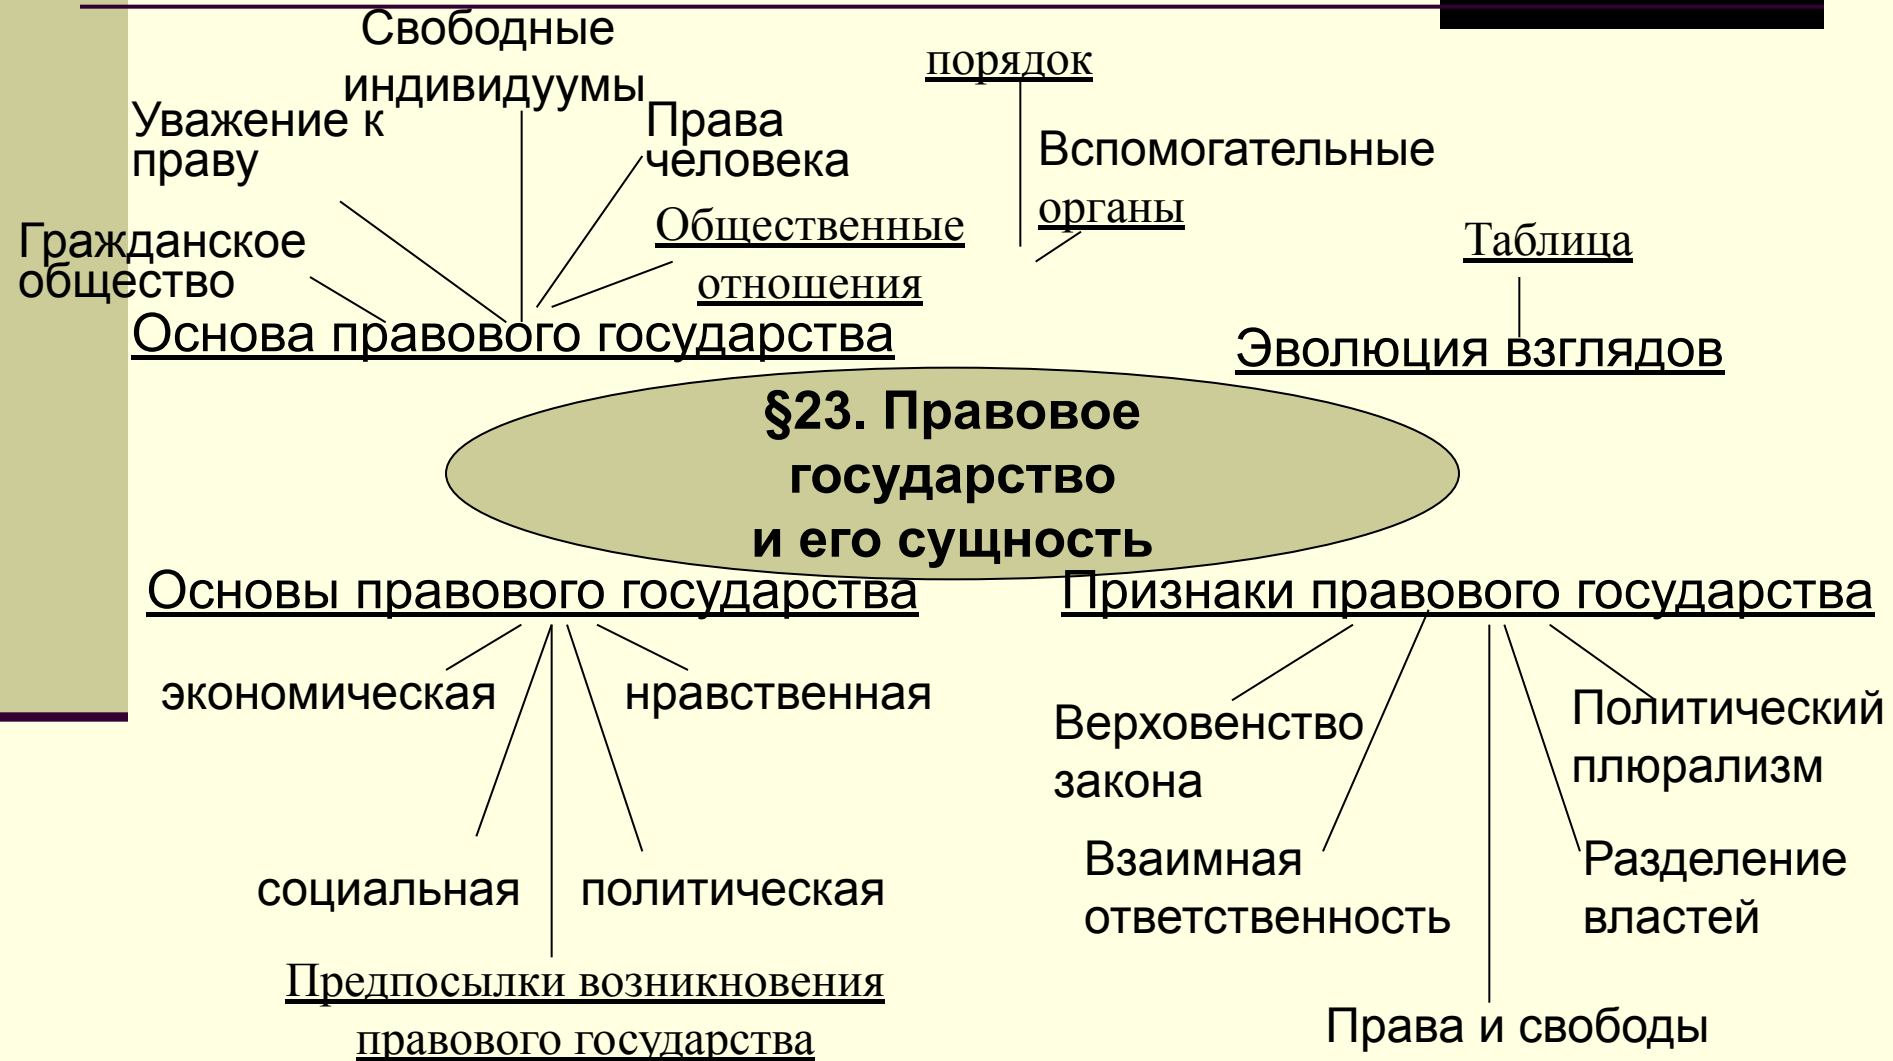 Свободные
индивидуумы
порядок
Уважение к
праву
Права
человека
Вспомогательные
органы
Гражданское
общество
Общественные
отношения
Таблица
Основа правового государства
Эволюция взглядов
§23. Правовое
государство
и его сущность
Основы правового государства
Признаки правового государства
экономическая
нравственная
Верховенство
закона
Политический
плюрализм
социальная
политическая
Взаимная
ответственность
Разделение
властей
Предпосылки возникновения
правового государства
Права и свободы